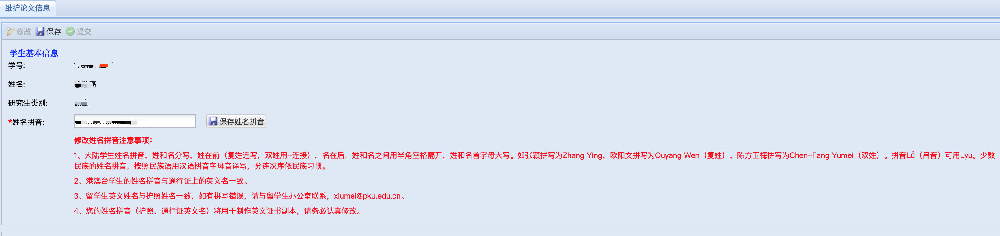 维护论文信息
修改 保存 提交
学生基本信息
学号:
姓名: 亮
研究生类别:
*姓名拼音: 保存姓名拼音
修改姓名拼音注意事项：
1、大陆学生姓名拼音，姓和名分写，姓在前（复姓连写，双姓用-连接），名在后，姓和名之间用半角空格隔开，姓和名首字母大写。如张颖拼写为Zhang Ying，欧阳文拼写为Ouyang Wen（复姓），陈方玉梅拼写为Chen-Fang Yumei（双姓）。拼音Lǚ（吕音）可用Lyu。少数
民族的姓名拼音，按照民族语用汉语拼音字母音译写，分连次序依民族习惯。
2、港澳台学生的姓名拼音与通行证上的英文名一致。
3、留学生英文姓名与护照姓名一致，如有拼写错误，请与留学生办公室联系，xiumei@pku.edu.cn。
4、您的姓名拼音（护照、通行证英文名）将用于制作英文证书副本，请务必认真修改。